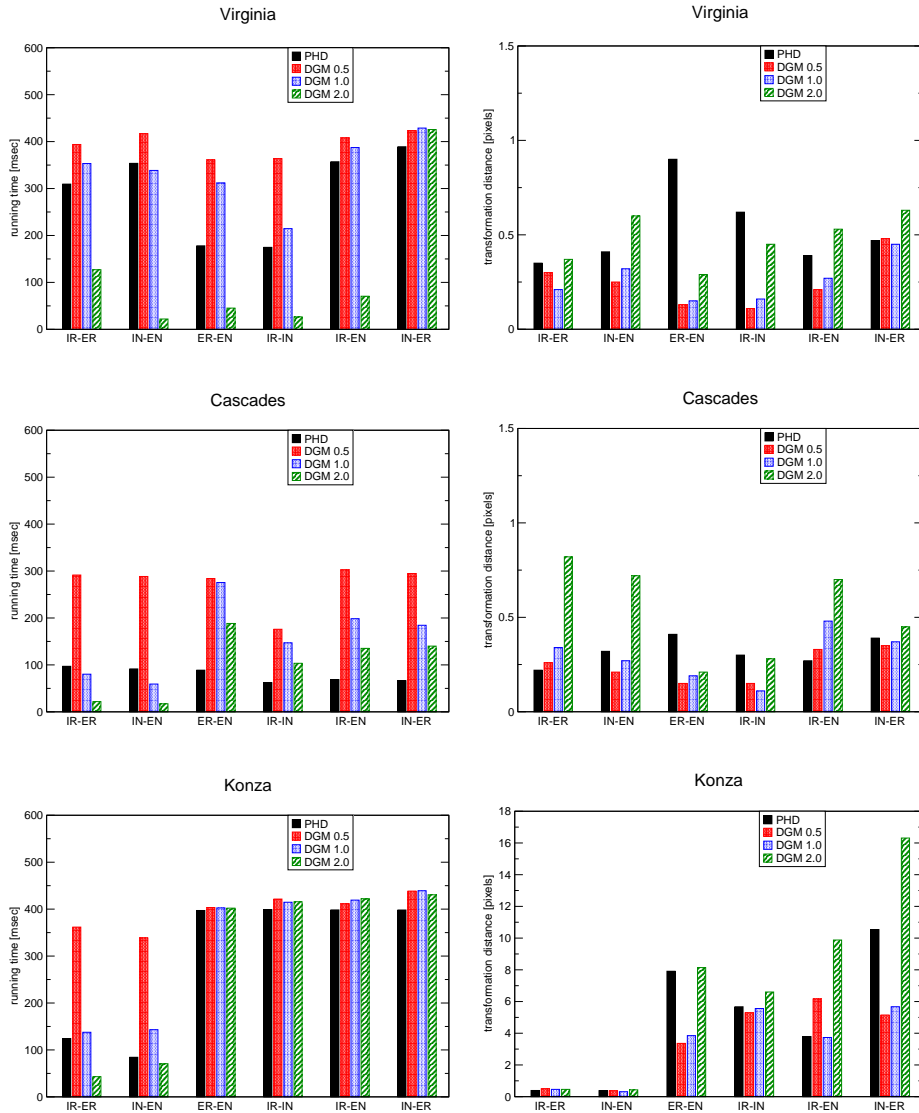 Virginia
600
500
400
300
200
100
0
running time [msec]
PHD
DGM 0.5
DGM 1.0
DGM 2.0
IR-ER IN-EN ER-EN IR-IN IR-EN IN-ER
Virginia
1.5
1
0.5
0
transformation distance [pixels]
PHD
DGM 0.5
DGM 1.0
DGM 2.0
IR-ER IN-EN ER-EN IR-IN IR-EN IN-ER
Cascades
600
500
400
300
200
100
0
running time [msec]
PHD
DGM 0.5
DGM 1.0
DGM 2.0
IR-ER IN-EN ER-EN IR-IN IR-EN IN-ER
Cascades
1.5
1
0.5
0
transformation distance [pixels]
PHD
DGM 0.5
DGM 1.0
DGM 2.0
IR-ER IN-EN ER-EN IR-IN IR-EN IN-ER
Konza
600
500
400
300
200
100
0
running time [msec]
PHD
DGM 0.5
DGM 1.0
DGM 2.0
IR-ER IN-EN ER-EN IR-IN IR-EN IN-ER
Konza
18
16
14
12
10
8
6
4
2
0
transformation distance [pixels]
PHD
DGM 0.5
DGM 1.0
DGM 2.0
IR-ER IN-EN ER-EN IR-IN IR-EN IN-ER